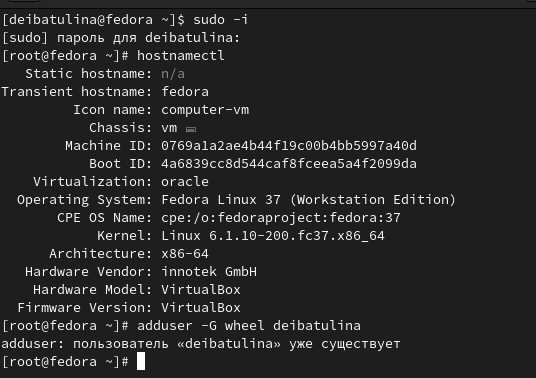 [deibatulina@fedora ~]$ sudo -i
[sudo] пароль для deibatulina:
[root@fedora ~]# hostnamectl
Static hostname: n/a
Transient hostname: fedora
Icon name: computer-vm
Chassis: vm 🖴
Machine ID: 0769a1a2ae4b44f19c00b4bb5997a40d
Boot ID: 4a6839cc8d544caf8fceea5a4f2099da
Virtualization: oracle
Operating System: Fedora Linux 37 (Workstation Edition)
CPE OS Name: cpe:/o:fedoraproject:fedora:37
Kernel: Linux 6.1.10-200.fc37.x86_64
Architecture: x86-64
Hardware Vendor: innotek GmbH
Hardware Model: VirtualBox
Firmware Version: VirtualBox
[root@fedora ~]# adduser -G wheel deibatulina
adduser: пользователь «deibatulina» уже существует
[root@fedora ~]#